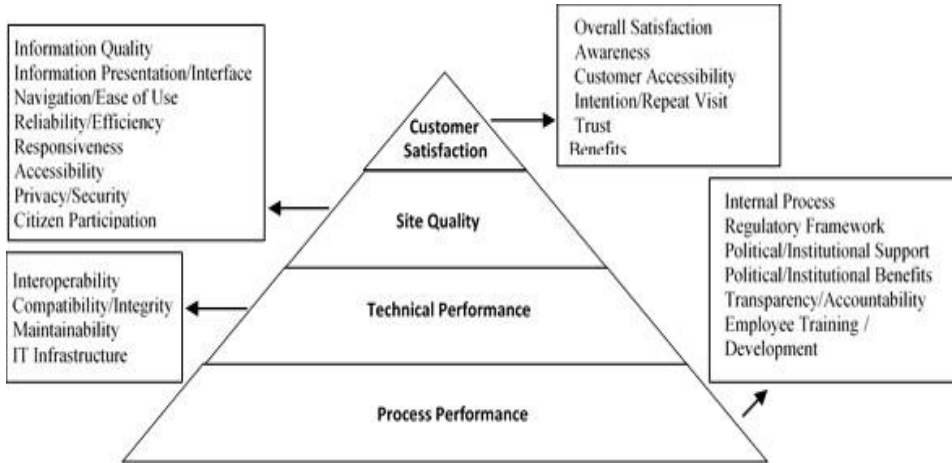 Information Quality
Information Presentation/Interface
Navigation/Ease of Use
Reliability/Efficiency
Responsiveness
Accessibility
Privacy/Security
Citizen Participation
Overall Satisfaction
Awareness
Customer Accessibility
Intention/Repeat Visit
Trust
Benefits
Customer
Satisfaction
Site Quality
Interoperability
Compatibility/Integrity
Maintainability
IT Infrastructure
Technical Performance
Internal Process
Regulatory Framework
Political/Institutional Support
Political/Institutional Benefits
Transparency/Accountability
Employee Training /
Development
Process Performance